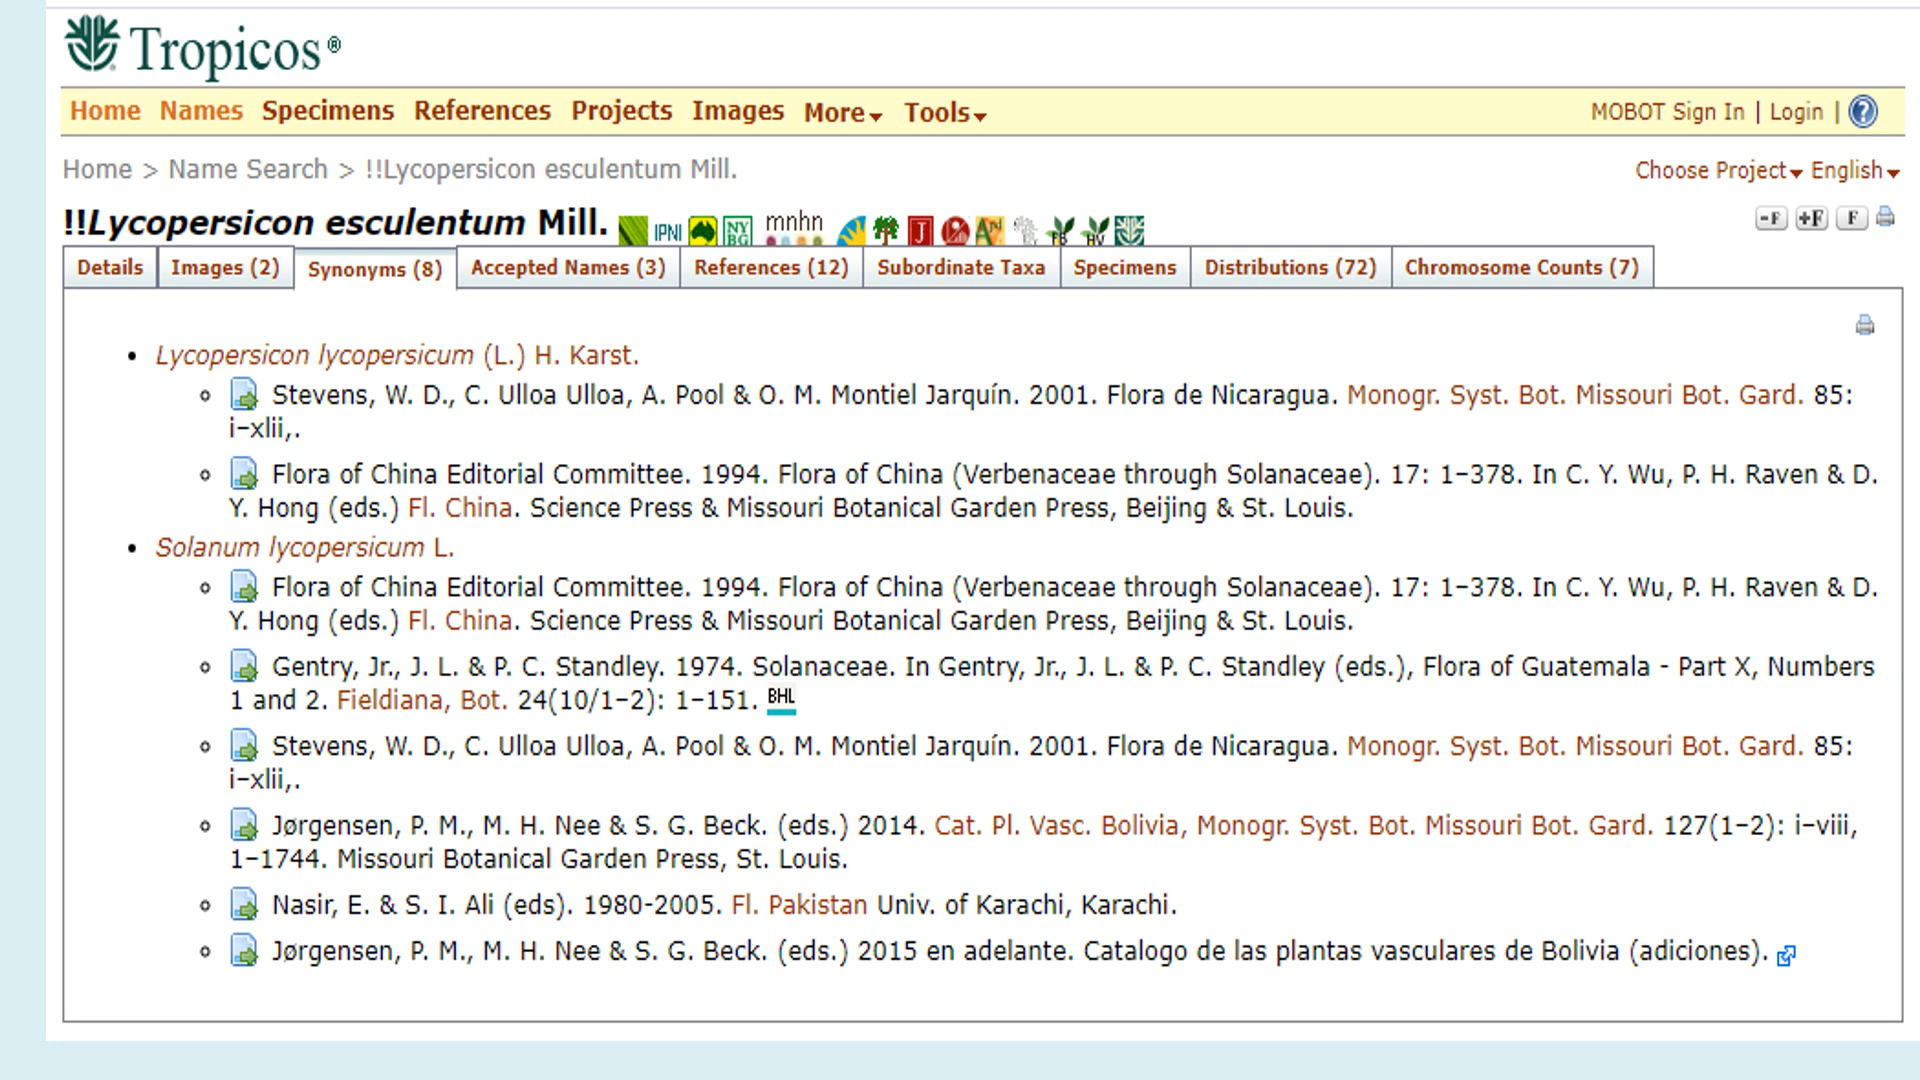 Tropicos®
Home Names Specimens References Projects Images More Tools MOBOT Sign In | Login |
Home > Name Search > !!Lycopersicon esculentum Mill. Choose Project English
!!Lycopersicon esculentum Mill. IPNI NY BG mnhn J FB HV -F +F F
Details Images (2) Synonyms (8) Accepted Names (3) References (12) Subordinate Taxa Specimens Distributions (72) Chromosome Counts (7)
• Lycopersicon lycopersicum (L.) H. Karst.
Stevens, W. D., C. Ulloa Ulloa, A. Pool & O. M. Montiel Jarquín. 2001. Flora de Nicaragua. Monogr. Syst. Bot. Missouri Bot. Gard. 85:
i–xlii,.
Flora of China Editorial Committee. 1994. Flora of China (Verbenaceae through Solanaceae). 17: 1–378. In C. Y. Wu, P. H. Raven & D.
Y. Hong (eds.) Fl. China. Science Press & Missouri Botanical Garden Press, Beijing & St. Louis.
• Solanum lycopersicum L.
Flora of China Editorial Committee. 1994. Flora of China (Verbenaceae through Solanaceae). 17: 1–378. In C. Y. Wu, P. H. Raven & D.
Y. Hong (eds.) Fl. China. Science Press & Missouri Botanical Garden Press, Beijing & St. Louis.
Gentry, Jr., J. L. & P. C. Standley. 1974. Solanaceae. In Gentry, Jr., J. L. & P. C. Standley (eds.), Flora of Guatemala - Part X, Numbers
1 and 2. Fieldiana, Bot. 24(10/1–2): 1–151. BHL
Stevens, W. D., C. Ulloa Ulloa, A. Pool & O. M. Montiel Jarquín. 2001. Flora de Nicaragua. Monogr. Syst. Bot. Missouri Bot. Gard. 85:
i–xlii,.
Jørgensen, P. M., M. H. Nee & S. G. Beck. (eds.) 2014. Cat. Pl. Vasc. Bolivia, Monogr. Syst. Bot. Missouri Bot. Gard. 127(1–2): i–viii,
1–1744. Missouri Botanical Garden Press, St. Louis.
Nasir, E. & S. I. Ali (eds). 1980-2005. Fl. Pakistan Univ. of Karachi, Karachi.
Jørgensen, P. M., M. H. Nee & S. G. Beck. (eds.) 2015 en adelante. Catalogo de las plantas vasculares de Bolivia (adiciones).